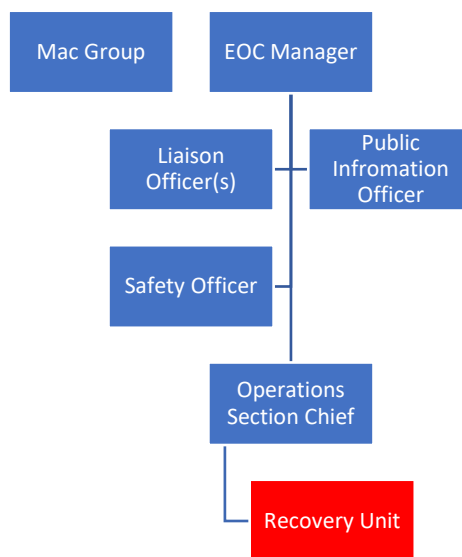 Mac Group
EOC Manager
Liaison
Officer(s)
Public
Infromation
Officer
Safety Officer
Operations
Section Chief
Recovery Unit